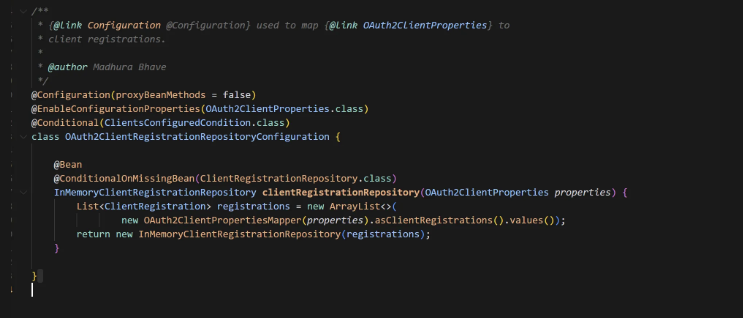 /**
 * {@link Configuration @Configuration} used to map {@link OAuth2ClientProperties} to
 * client registrations.
 *
 * @author Madhura Bhave
 */
@Configuration(proxyBeanMethods = false)
@EnableConfigurationProperties(OAuth2ClientProperties.class)
@Conditional(ClientsConfiguredCondition.class)
class OAuth2ClientRegistrationRepositoryConfiguration {

    @Bean
    @ConditionalOnMissingBean(ClientRegistrationRepository.class)
    InMemoryClientRegistrationRepository clientRegistrationRepository(OAuth2ClientProperties properties) {
        List<ClientRegistration> registrations = new ArrayList<>(
                new OAuth2ClientPropertiesMapper(properties).asClientRegistrations().values());
        return new InMemoryClientRegistrationRepository(registrations);
    }

}